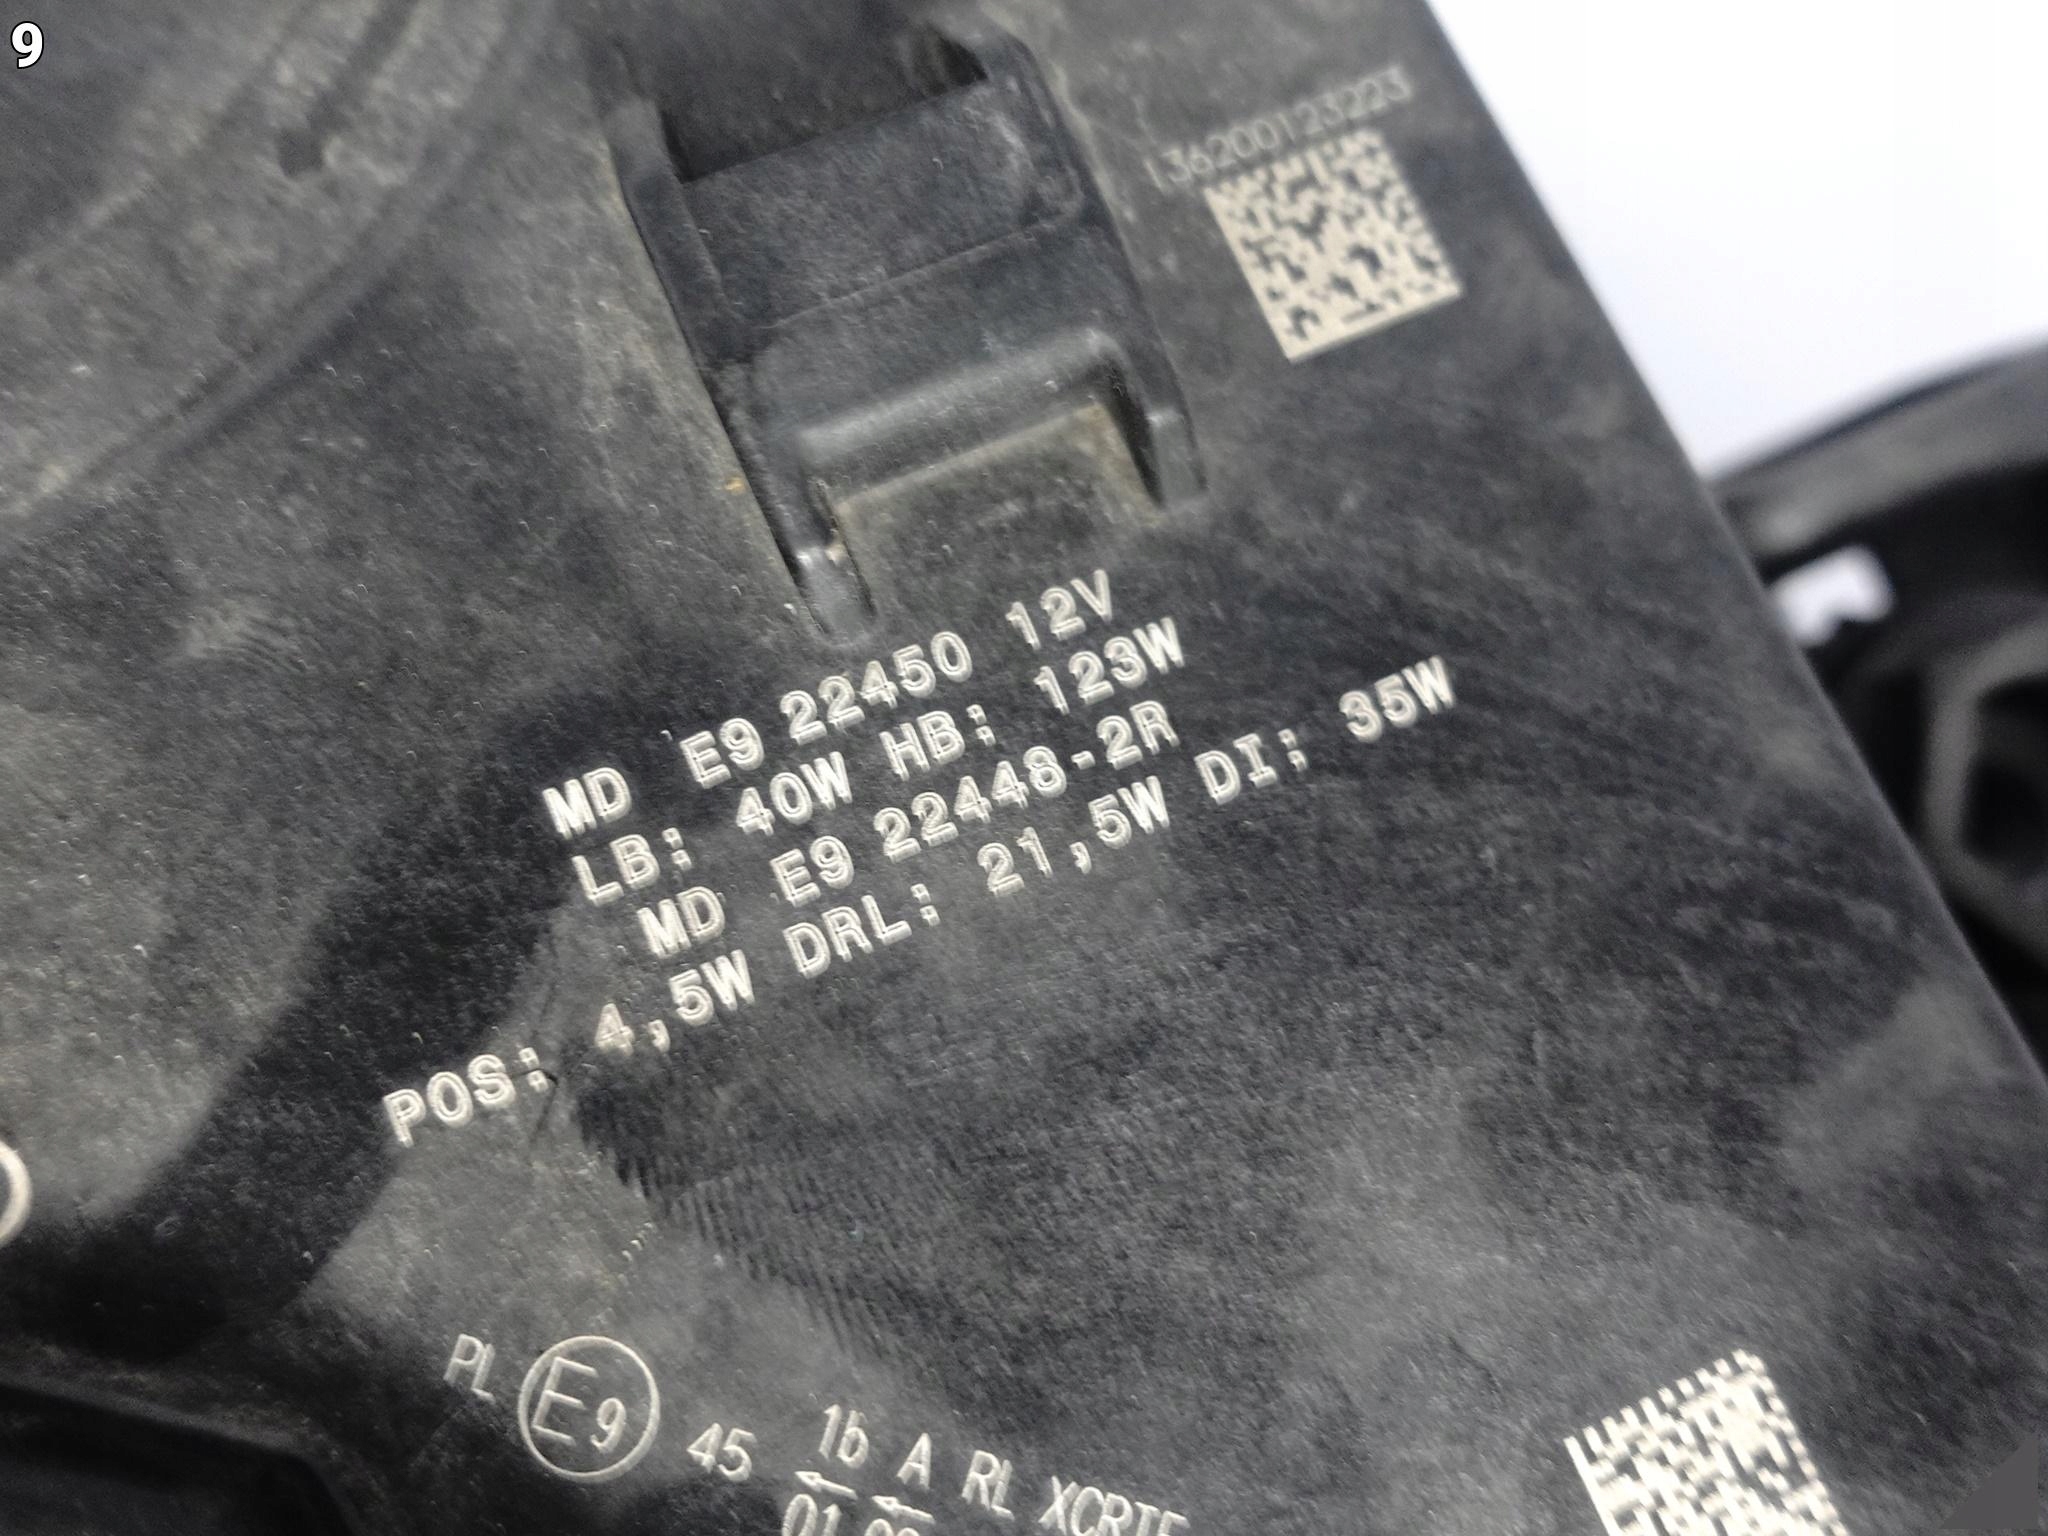 9
136200123223
MD E9 22450 12V
LB: 40W HB: 123W
MD E9 22448-2R
POS: 4,5W DRL: 21,5W DI: 35W
PL E9 45 1b A RL